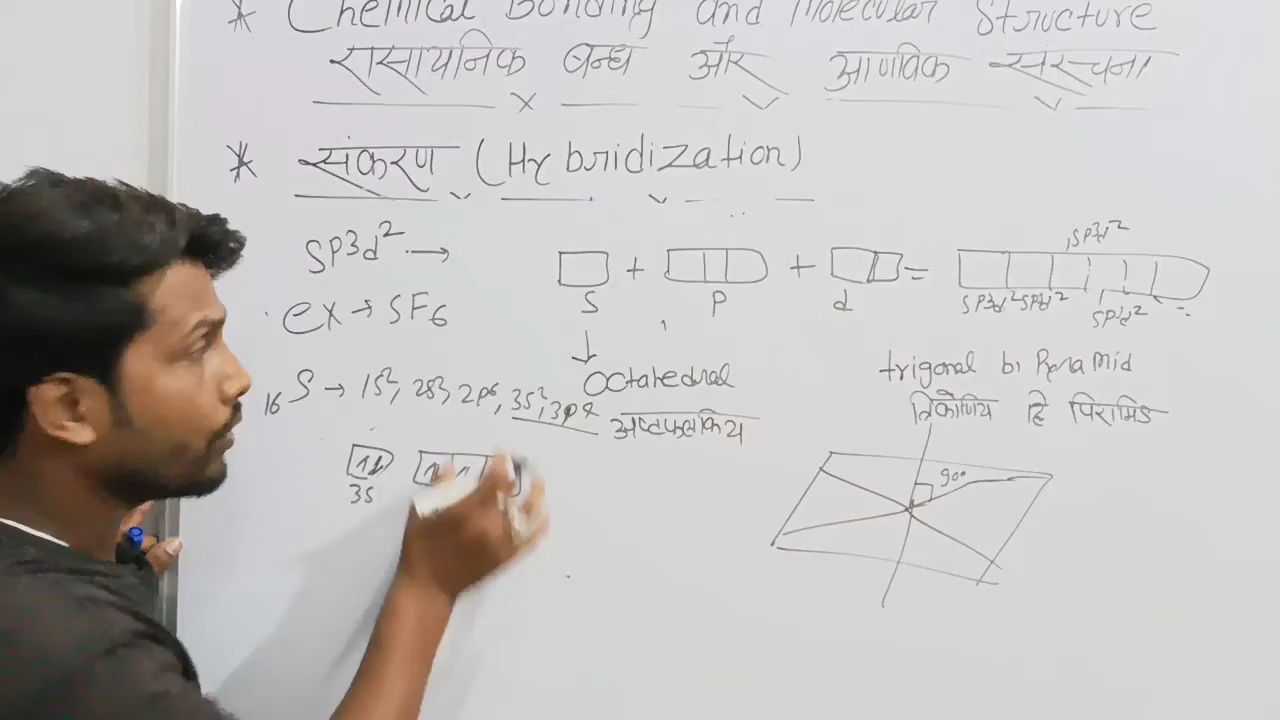 * Chemical Bonding and Molecular Structure
रासायनिक बन्ध और आणविक संरचना
* संकरण (Hybridization)
SP³d² →
S + P + d =
SP³d² SP³d² SP³d² SP³d²
ex → SF6
16 S → 1S², 2S², 2P⁶, 3S², 3P⁴
Octahedral
अष्टफलकिय
trigonal bi Pyramid
त्रिकोणिय द्वि पिरामिड
90°
3S